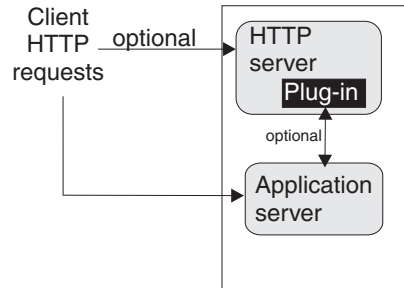 Client
HTTP
requests
optional
HTTP
server
Plug-in
optional
Application
server